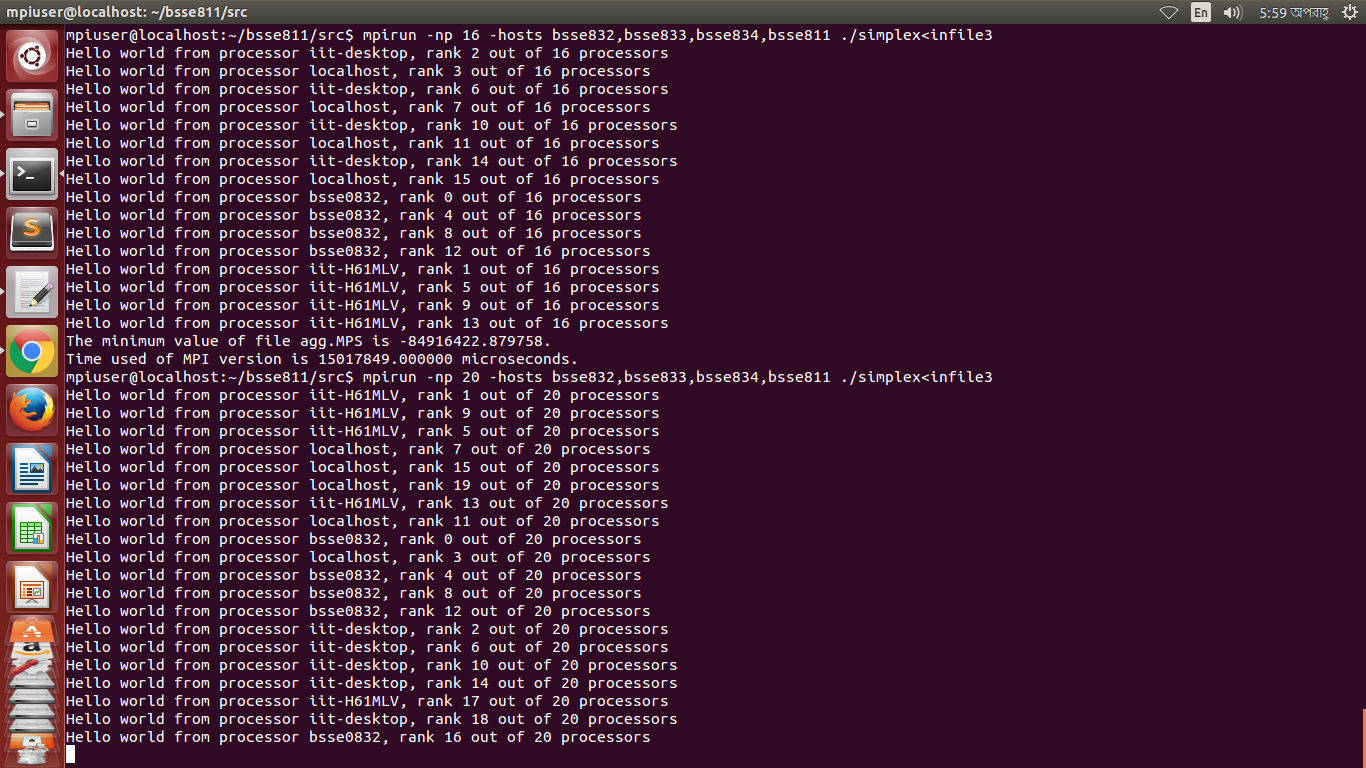 mpiuser@localhost: ~/bsse811/src
En
5:59 অপরাহ্ণ
mpiuser@localhost:~/bsse811/src$ mpirun -np 16 -hosts bsse832,bsse833,bsse834,bsse811 ./simplex<infile3
Hello world from processor iit-desktop, rank 2 out of 16 processors
Hello world from processor localhost, rank 3 out of 16 processors
Hello world from processor iit-desktop, rank 6 out of 16 processors
Hello world from processor localhost, rank 7 out of 16 processors
Hello world from processor iit-desktop, rank 10 out of 16 processors
Hello world from processor localhost, rank 11 out of 16 processors
Hello world from processor iit-desktop, rank 14 out of 16 processors
Hello world from processor localhost, rank 15 out of 16 processors
Hello world from processor bsse0832, rank 0 out of 16 processors
Hello world from processor bsse0832, rank 4 out of 16 processors
Hello world from processor bsse0832, rank 8 out of 16 processors
Hello world from processor bsse0832, rank 12 out of 16 processors
Hello world from processor iit-H61MLV, rank 1 out of 16 processors
Hello world from processor iit-H61MLV, rank 5 out of 16 processors
Hello world from processor iit-H61MLV, rank 9 out of 16 processors
Hello world from processor iit-H61MLV, rank 13 out of 16 processors
The minimum value of file agg.MPS is -84916422.879758.
Time used of MPI version is 15017849.000000 microseconds.
mpiuser@localhost:~/bsse811/src$ mpirun -np 20 -hosts bsse832,bsse833,bsse834,bsse811 ./simplex<infile3
Hello world from processor iit-H61MLV, rank 1 out of 20 processors
Hello world from processor iit-H61MLV, rank 9 out of 20 processors
Hello world from processor iit-H61MLV, rank 5 out of 20 processors
Hello world from processor localhost, rank 7 out of 20 processors
Hello world from processor localhost, rank 15 out of 20 processors
Hello world from processor localhost, rank 19 out of 20 processors
Hello world from processor iit-H61MLV, rank 13 out of 20 processors
Hello world from processor localhost, rank 11 out of 20 processors
Hello world from processor bsse0832, rank 0 out of 20 processors
Hello world from processor localhost, rank 3 out of 20 processors
Hello world from processor bsse0832, rank 4 out of 20 processors
Hello world from processor bsse0832, rank 8 out of 20 processors
Hello world from processor bsse0832, rank 12 out of 20 processors
Hello world from processor iit-desktop, rank 2 out of 20 processors
Hello world from processor iit-desktop, rank 6 out of 20 processors
Hello world from processor iit-desktop, rank 10 out of 20 processors
Hello world from processor iit-desktop, rank 14 out of 20 processors
Hello world from processor iit-H61MLV, rank 17 out of 20 processors
Hello world from processor iit-desktop, rank 18 out of 20 processors
Hello world from processor bsse0832, rank 16 out of 20 processors